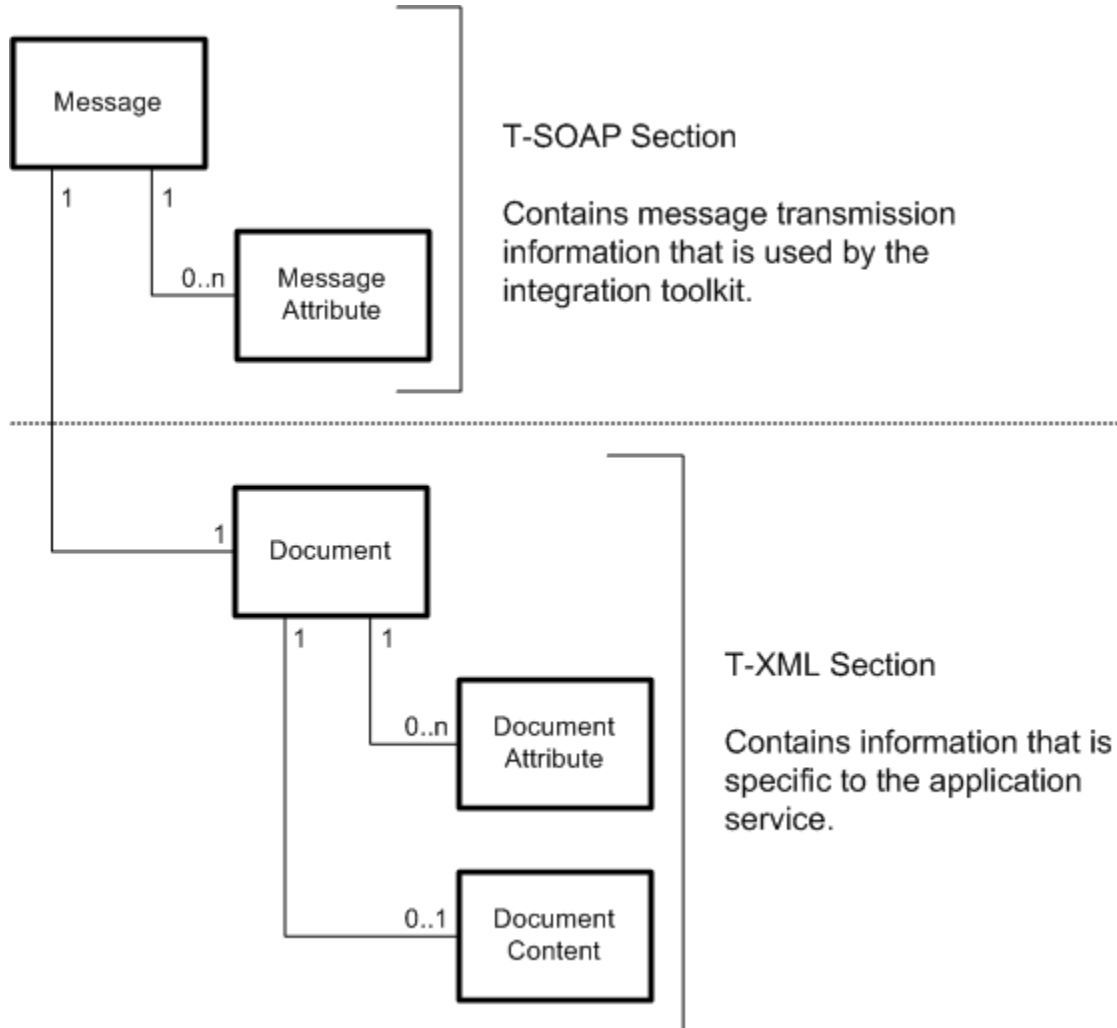 Message
1
1
0..n
Message
Attribute
T-SOAP Section
Contains message transmission
information that is used by the
integration toolkit.
1
Document
1
1
0..n
Document
Attribute
0..1
Document
Content
T-XML Section
Contains information that is
specific to the application
service.